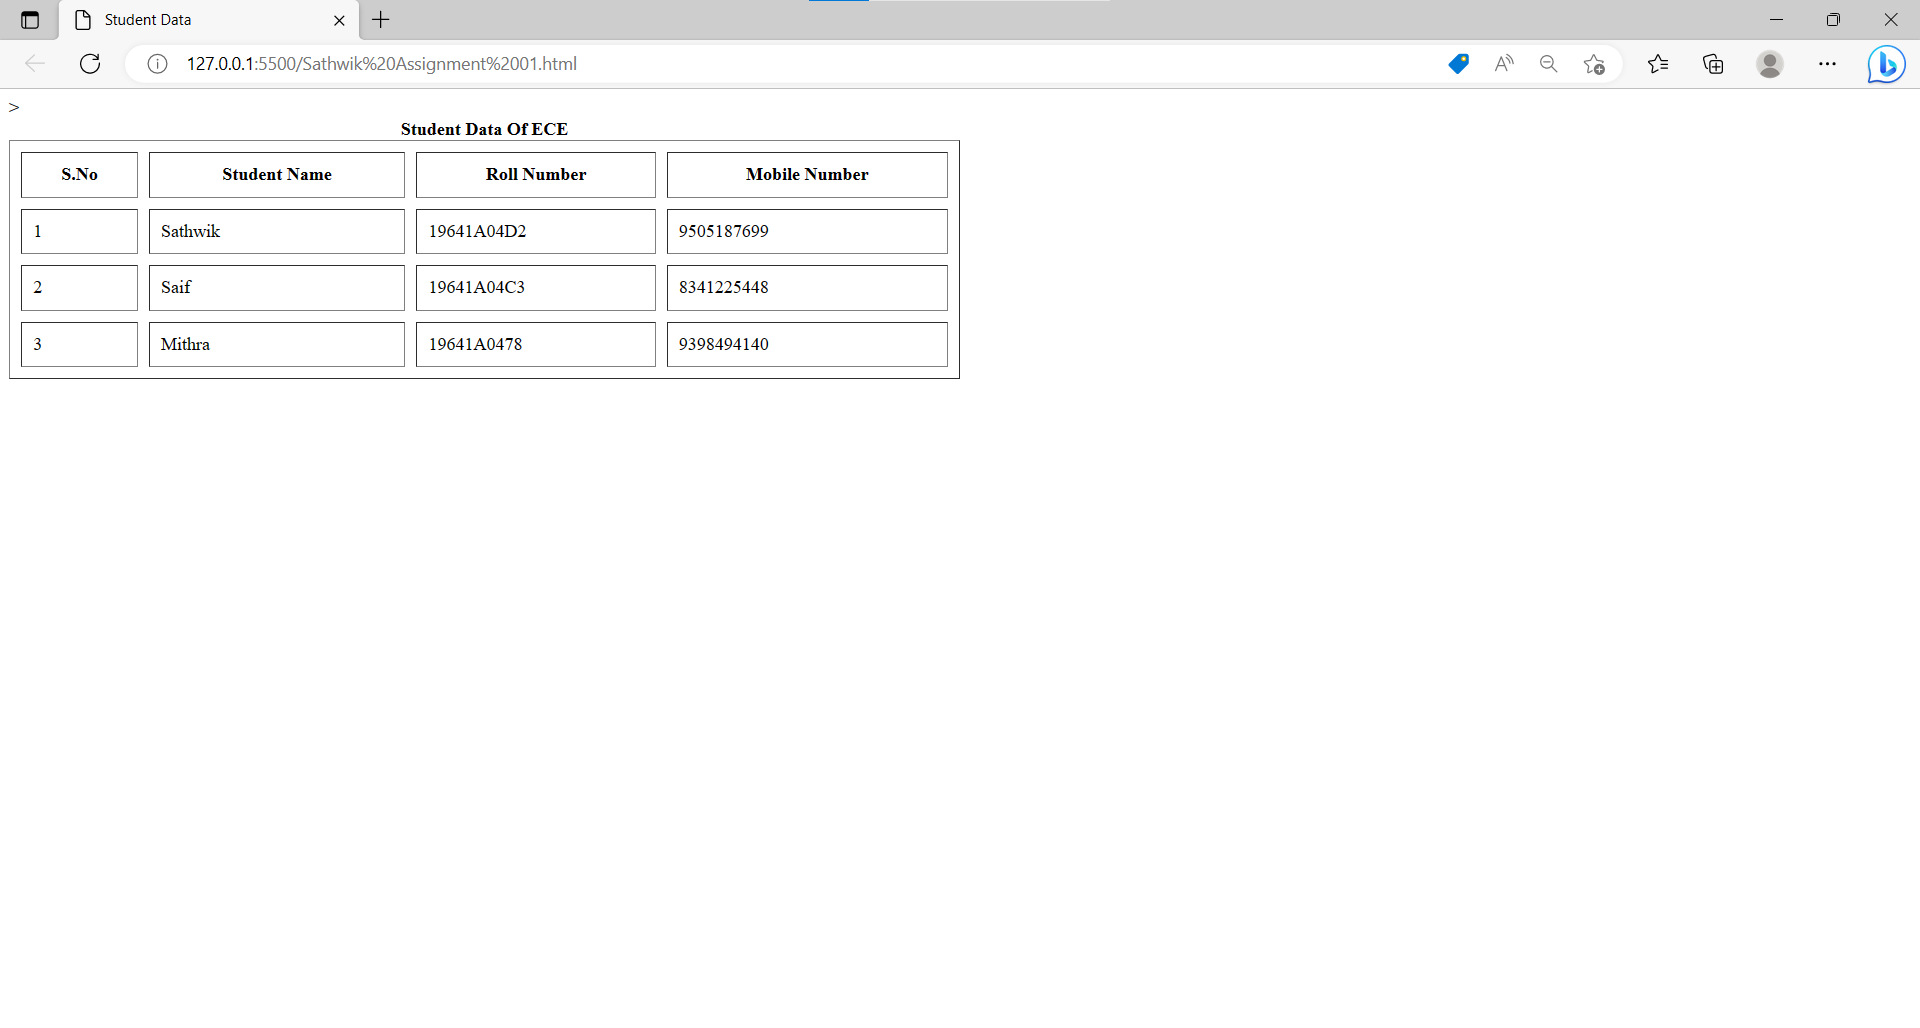 Student Data
127.0.0.1:5500/Sathwik%20Assignment%2001.html
>
Student Data Of ECE
S.No Student Name Roll Number Mobile Number
1 Sathwik 19641A04D2 9505187699
2 Saif 19641A04C3 8341225448
3 Mithra 19641A0478 9398494140